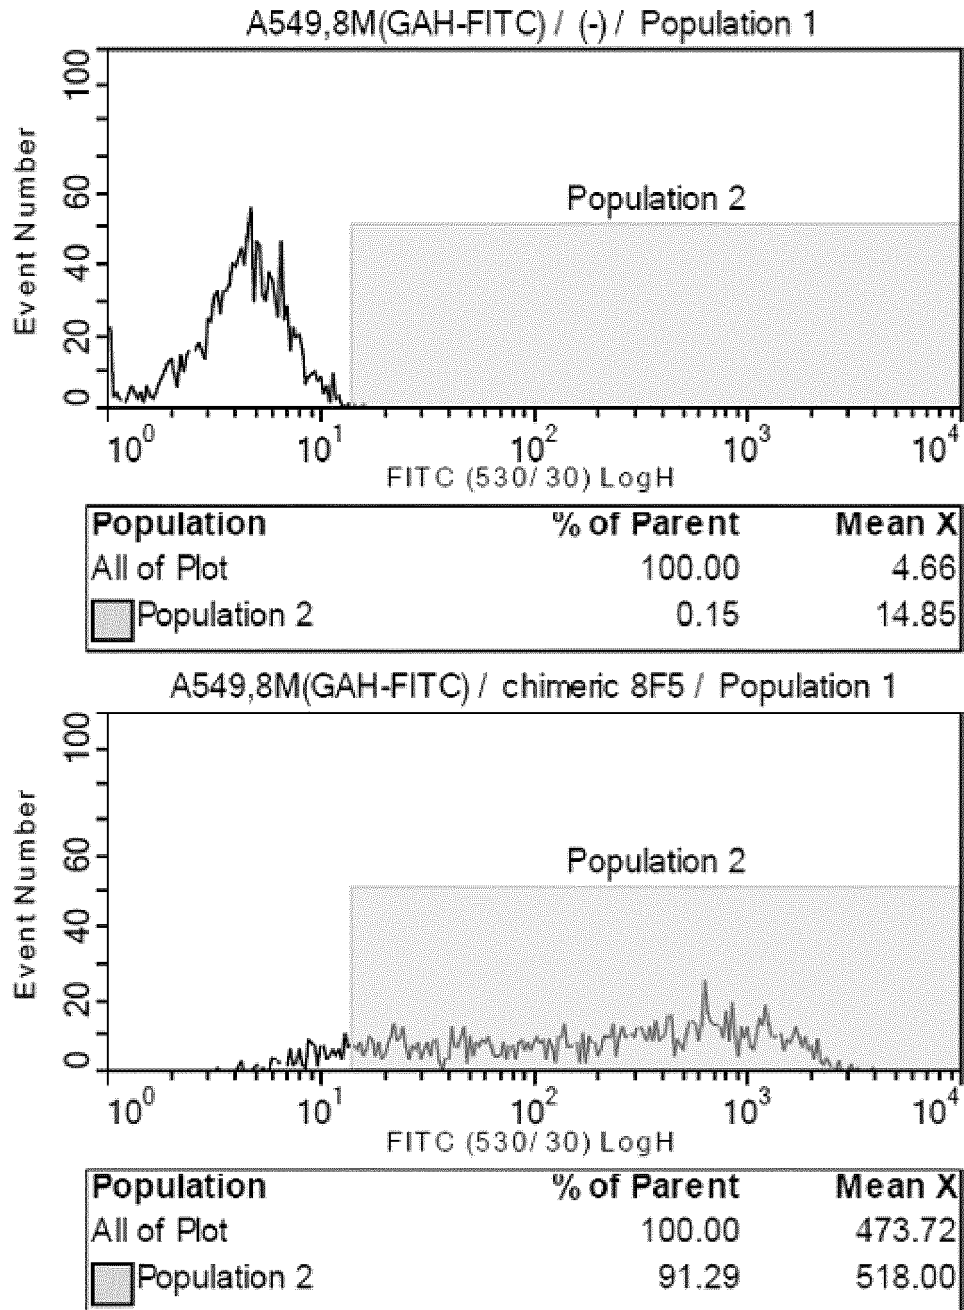 A549,8M(GAH-FITC) / (-) / Population 1
100
60
40
20
0
Event Number
Population 2
10^0 10^1 10^2 10^3 10^4
FITC (530/30) LogH
Population % of Parent Mean X
All of Plot 100.00 4.66
Population 2 0.15 14.85
A549,8M(GAH-FITC) / chimeric 8F5 / Population 1
100
60
40
20
0
Event Number
Population 2
10^0 10^1 10^2 10^3 10^4
FITC (530/30) LogH
Population % of Parent Mean X
All of Plot 100.00 473.72
Population 2 91.29 518.00